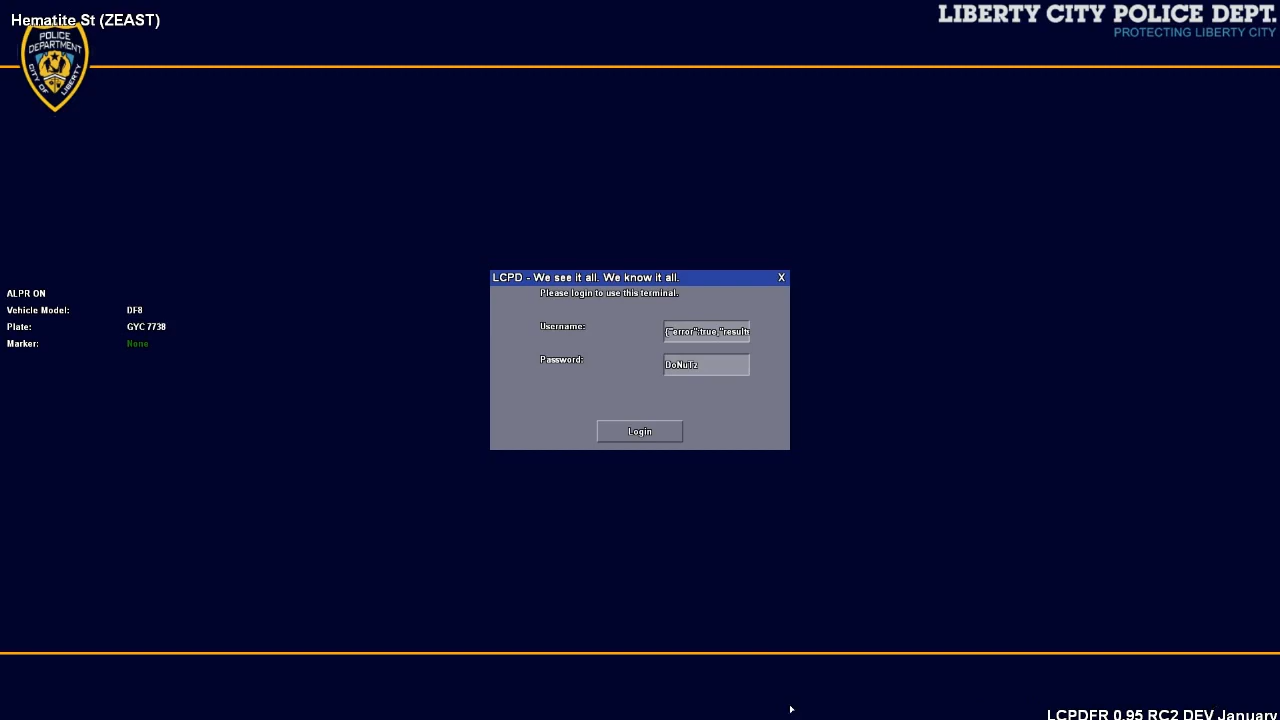 Hematite St (ZEAST)
LIBERTY CITY POLICE DEPT.
PROTECTING LIBERTY CITY
POLICE
DEPARTMENT
CITY OF LIBERTY
LCPD - We see it all. We know it all. X
Please login to use this terminal.
ALPR ON
Vehicle Model: DF8
Plate: GYC 7738
Marker: None
Username: {"error":true,"result
Password: DoNuTz
Login
LCPDFR 0.95 RC2 DEV January